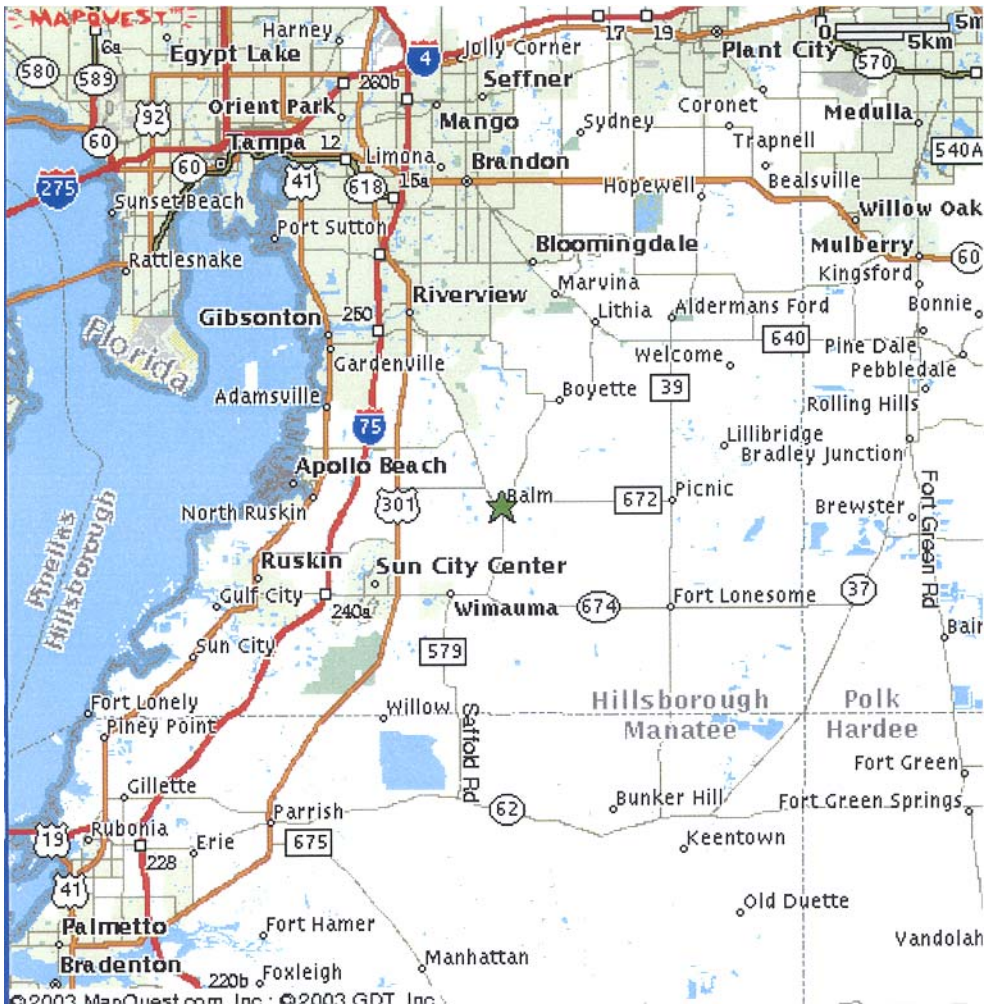 MAPQUEST
Harney
6a
Egypt Lake
4
Jolly Corner
17
19
Plant City
0
5m
5km
580
589
260b
Seffner
570
92
Orient Park
Mango
Coronet
Medulla
Sydney
60
Tampa
12
Limona
Brandon
Trapnell
540A
275
60
41
618
15a
Hopewell
Bealsville
Sunset Beach
Port Sutton
Willow Oak
Bloomingdale
Mulberry
60
Rattlesnake
Marvina
Kingsford
Riverview
Gibsonton
250
Lithia
Aldermans Ford
Bonnie
Florida
Gardenville
640
Pine Dale
Welcome
Pebbledale
Adamsville
Boyette
39
Rolling Hills
75
Lillibridge
Bradley Junction
Apollo Beach
301
Balm
672
Picnic
Fort Green Rd
North Ruskin
Brewster
Pinellas
Hillsborough
Ruskin
Sun City Center
Gulf City
240a
Wimauma
674
Fort Lonesome
37
Sun City
579
Bair
Fort Lonely
Willow
Saffold Rd
Hillsborough
Polk
Piney Point
Manatee
Hardee
Fort Green
Gillette
Parrish
62
Bunker Hill
Fort Green Springs
19
Rubonia
Erie
675
Keentown
228
41
Palmetto
Fort Hamer
Old Duette
Vandolah
Bradenton
220b
Foxleigh
Manhattan
©2003 MapQuest.com, Inc.; ©2003 GDT, Inc.